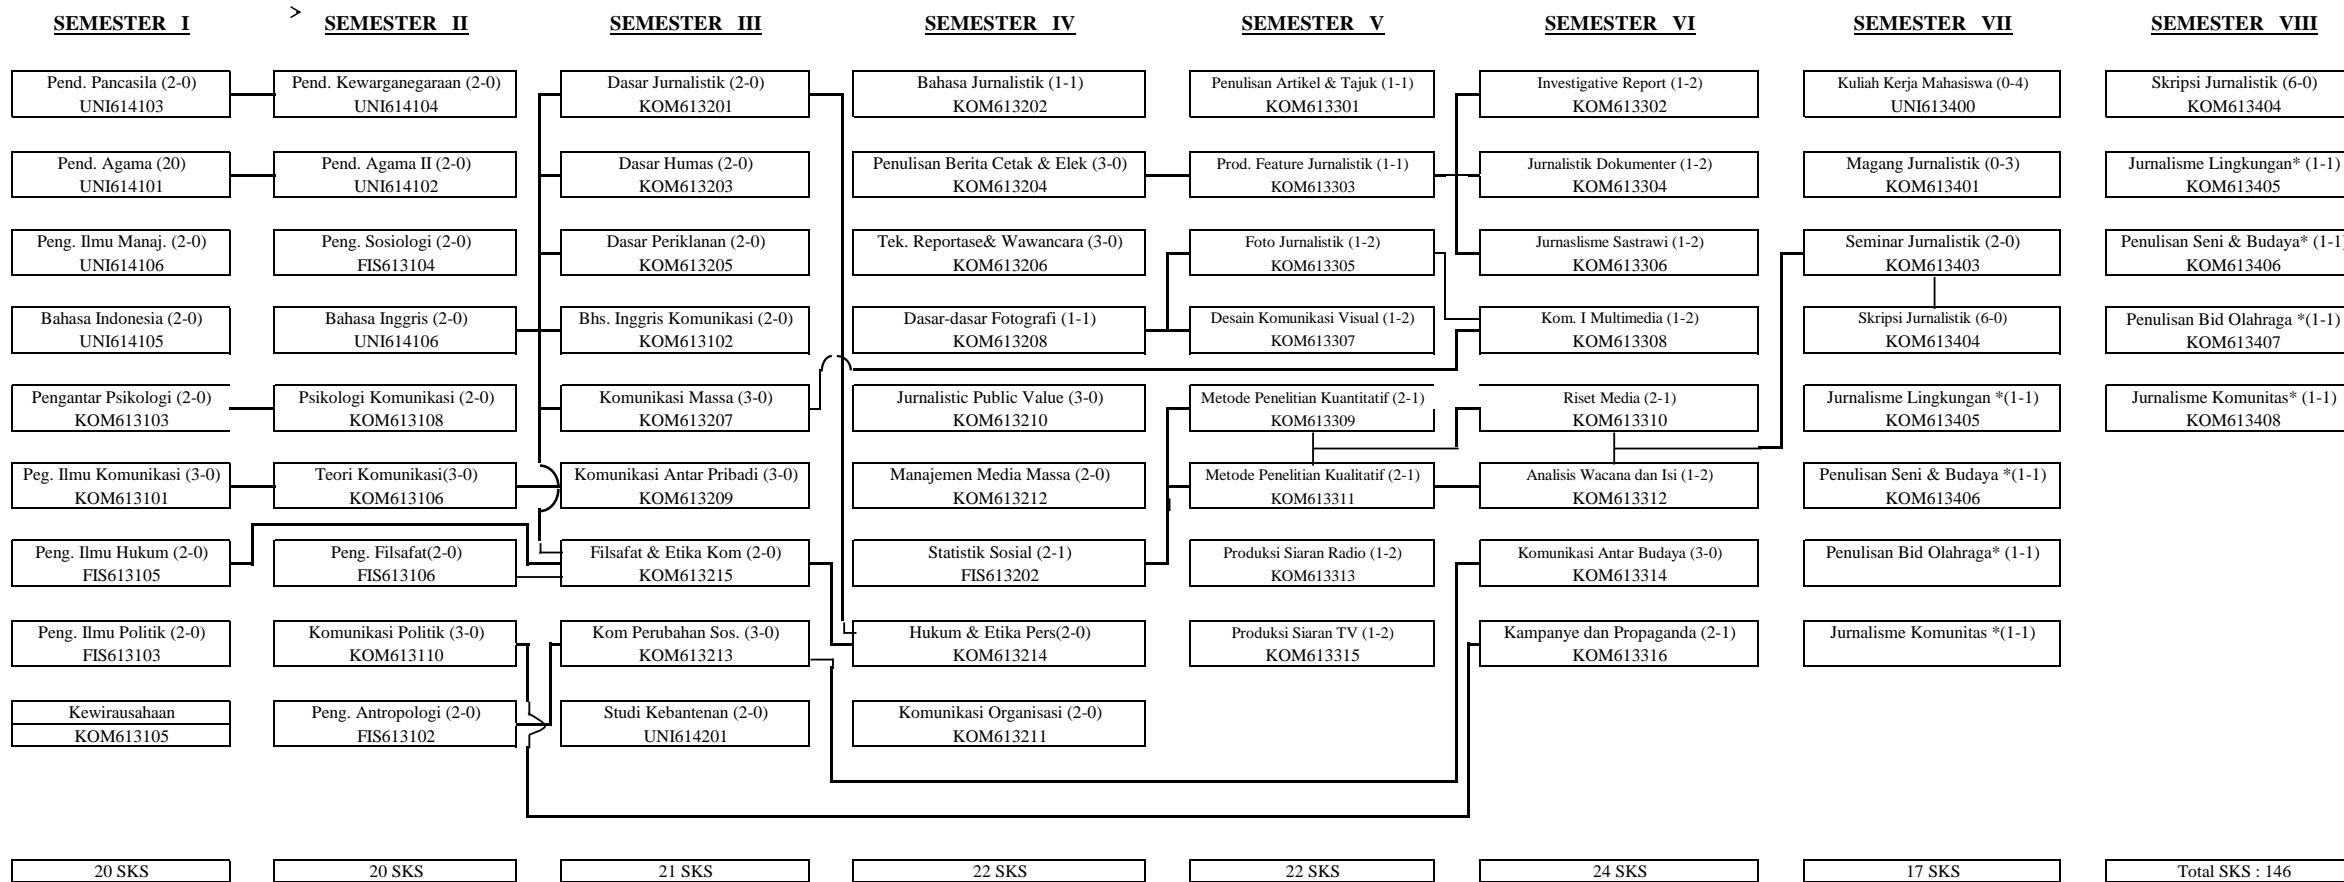 SEMESTER I
Pend. Pancasila (2-0)
UNI614103
Pend. Agama (20)
UNI614101
Peng. Ilmu Manaj. (2-0)
UNI614106
Bahasa Indonesia (2-0)
UNI614105
Pengantar Psikologi (2-0)
KOM613103
Peg. Ilmu Komunikasi (3-0)
KOM613101
Peng. Ilmu Hukum (2-0)
FIS613105
Peng. Ilmu Politik (2-0)
FIS613103
Kewirausahaan
KOM613105
20 SKS
>
SEMESTER II
Pend. Kewarganegaraan (2-0)
UNI614104
Pend. Agama II (2-0)
UNI614102
Peng. Sosiologi (2-0)
FIS613104
Bahasa Inggris (2-0)
UNI614106
Psikologi Komunikasi (2-0)
KOM613108
Teori Komunikasi(3-0)
KOM613106
Peng. Filsafat(2-0)
FIS613106
Komunikasi Politik (3-0)
KOM613110
Peng. Antropologi (2-0)
FIS613102
20 SKS
SEMESTER III
Dasar Jurnalistik (2-0)
KOM613201
Dasar Humas (2-0)
KOM613203
Dasar Periklanan (2-0)
KOM613205
Bhs. Inggris Komunikasi (2-0)
KOM613102
Komunikasi Massa (3-0)
KOM613207
Komunikasi Antar Pribadi (3-0)
KOM613209
Filsafat & Etika Kom (2-0)
KOM613215
Kom Perubahan Sos. (3-0)
KOM613213
Studi Kebantenan (2-0)
UNI614201
21 SKS
SEMESTER IV
Bahasa Jurnalistik (1-1)
KOM613202
Penulisan Berita Cetak & Elek (3-0)
KOM613204
Tek. Reportase& Wawancara (3-0)
KOM613206
Dasar-dasar Fotografi (1-1)
KOM613208
Jurnalistic Public Value (3-0)
KOM613210
Manajemen Media Massa (2-0)
KOM613212
Statistik Sosial (2-1)
FIS613202
Hukum & Etika Pers(2-0)
KOM613214
Komunikasi Organisasi (2-0)
KOM613211
22 SKS
SEMESTER V
Penulisan Artikel & Tajuk (1-1)
KOM613301
Prod. Feature Jurnalistik (1-1)
KOM613303
Foto Jurnalistik (1-2)
KOM613305
Desain Komunikasi Visual (1-2)
KOM613307
Metode Penelitian Kuantitatif (2-1)
KOM613309
Metode Penelitian Kualitatif (2-1)
KOM613311
Produksi Siaran Radio (1-2)
KOM613313
Produksi Siaran TV (1-2)
KOM613315
22 SKS
SEMESTER VI
Investigative Report (1-2)
KOM613302
Jurnalistik Dokumenter (1-2)
KOM613304
Jurnaslisme Sastrawi (1-2)
KOM613306
Kom. I Multimedia (1-2)
KOM613308
Riset Media (2-1)
KOM613310
Analisis Wacana dan Isi (1-2)
KOM613312
Komunikasi Antar Budaya (3-0)
KOM613314
Kampanye dan Propaganda (2-1)
KOM613316
24 SKS
SEMESTER VII
Kuliah Kerja Mahasiswa (0-4)
UNI613400
Magang Jurnalistik (0-3)
KOM613401
Seminar Jurnalistik (2-0)
KOM613403
Skripsi Jurnalistik (6-0)
KOM613404
Jurnalisme Lingkungan *(1-1)
KOM613405
Penulisan Seni & Budaya *(1-1)
KOM613406
Penulisan Bid Olahraga* (1-1)
Jurnalisme Komunitas *(1-1)
17 SKS
SEMESTER VIII
Skripsi Jurnalistik (6-0)
KOM613404
Jurnalisme Lingkungan* (1-1)
KOM613405
Penulisan Seni & Budaya* (1-1)
KOM613406
Penulisan Bid Olahraga *(1-1)
KOM613407
Jurnalisme Komunitas* (1-1)
KOM613408
Total SKS : 146